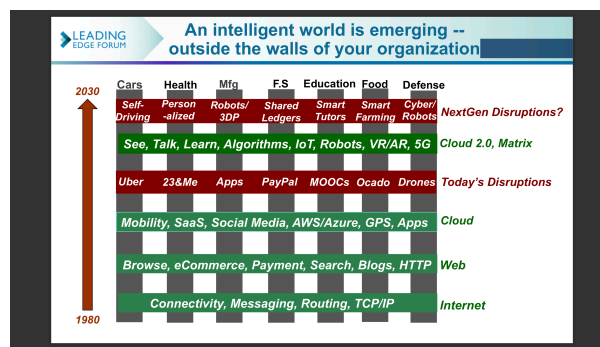 LEADING
EDGE FORUM
An intelligent world is emerging --
outside the walls of your organization
Cars Health Mfg F.S Education Food Defense
2030
Self- Person Robots/ Shared Smart Smart Cyber/
Driving -alized 3DP Ledgers Tutors Farming Robots
NextGen Disruptions?
See, Talk, Learn, Algorithms, IoT, Robots, VR/AR, 5G Cloud 2.0, Matrix
Uber 23&Me Apps PayPal MOOCs Ocado Drones Today's Disruptions
Mobility, SaaS, Social Media, AWS/Azure, GPS, Apps Cloud
Browse, eCommerce, Payment, Search, Blogs, HTTP Web
Connectivity, Messaging, Routing, TCP/IP Internet
1980